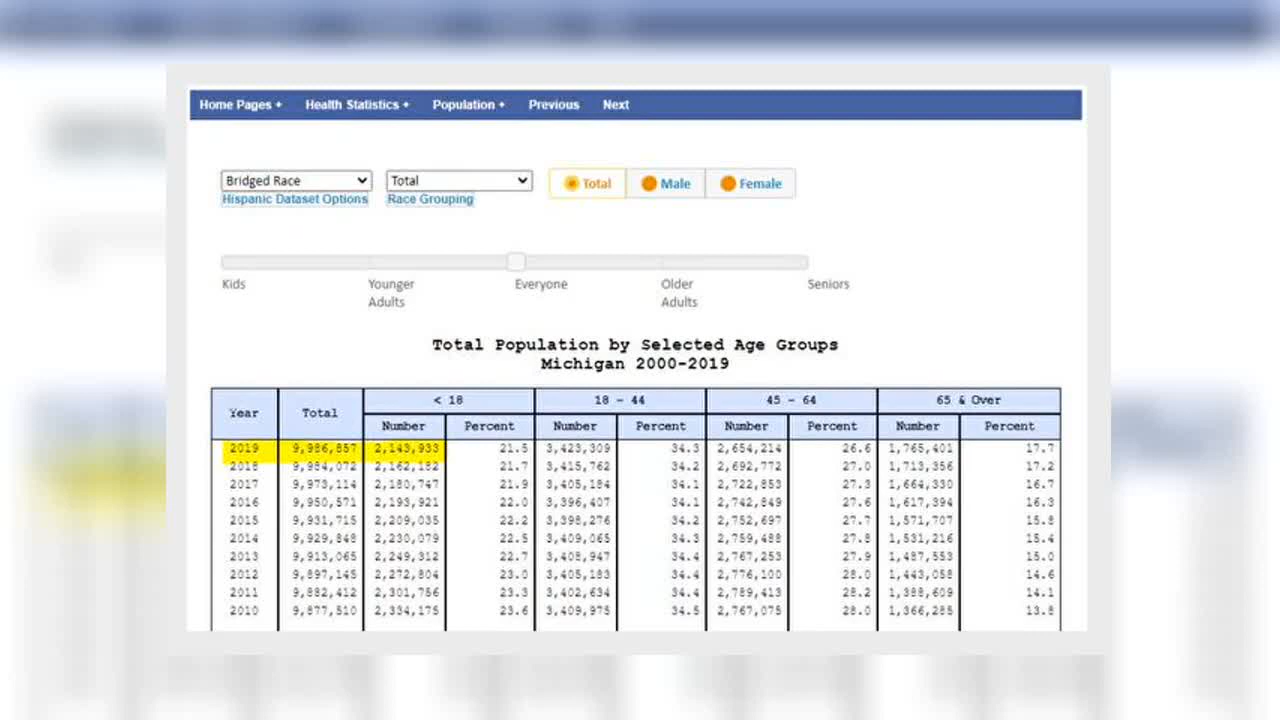 Home Pages + Health Statistics + Population + Previous Next
Bridged Race Total Total Male Female
Hispanic Dataset Options Race Grouping
Kids Younger Adults Everyone Older Adults Seniors
Total Population by Selected Age Groups
Michigan 2000-2019
Year Total < 18 18 - 44 45 - 64 65 & Over
Number Percent Number Percent Number Percent Number Percent
2019 9,986,857 2,143,933 21.5 3,423,309 34.3 2,654,214 26.6 1,765,401 17.7
2018 9,984,072 2,162,182 21.7 3,415,762 34.2 2,692,772 27.0 1,713,356 17.2
2017 9,973,114 2,180,747 21.9 3,405,184 34.1 2,722,853 27.3 1,664,330 16.7
2016 9,950,571 2,193,921 22.0 3,396,407 34.1 2,742,849 27.6 1,617,394 16.3
2015 9,931,715 2,209,035 22.2 3,398,276 34.2 2,752,697 27.7 1,571,707 15.8
2014 9,929,848 2,230,079 22.5 3,409,065 34.3 2,759,488 27.8 1,531,216 15.4
2013 9,913,065 2,249,312 22.7 3,408,947 34.4 2,767,253 27.9 1,487,553 15.0
2012 9,897,145 2,272,804 23.0 3,405,183 34.4 2,776,100 28.0 1,443,058 14.6
2011 9,882,412 2,301,756 23.3 3,402,634 34.4 2,789,413 28.2 1,388,609 14.1
2010 9,877,510 2,334,175 23.6 3,409,975 34.5 2,767,075 28.0 1,366,285 13.8